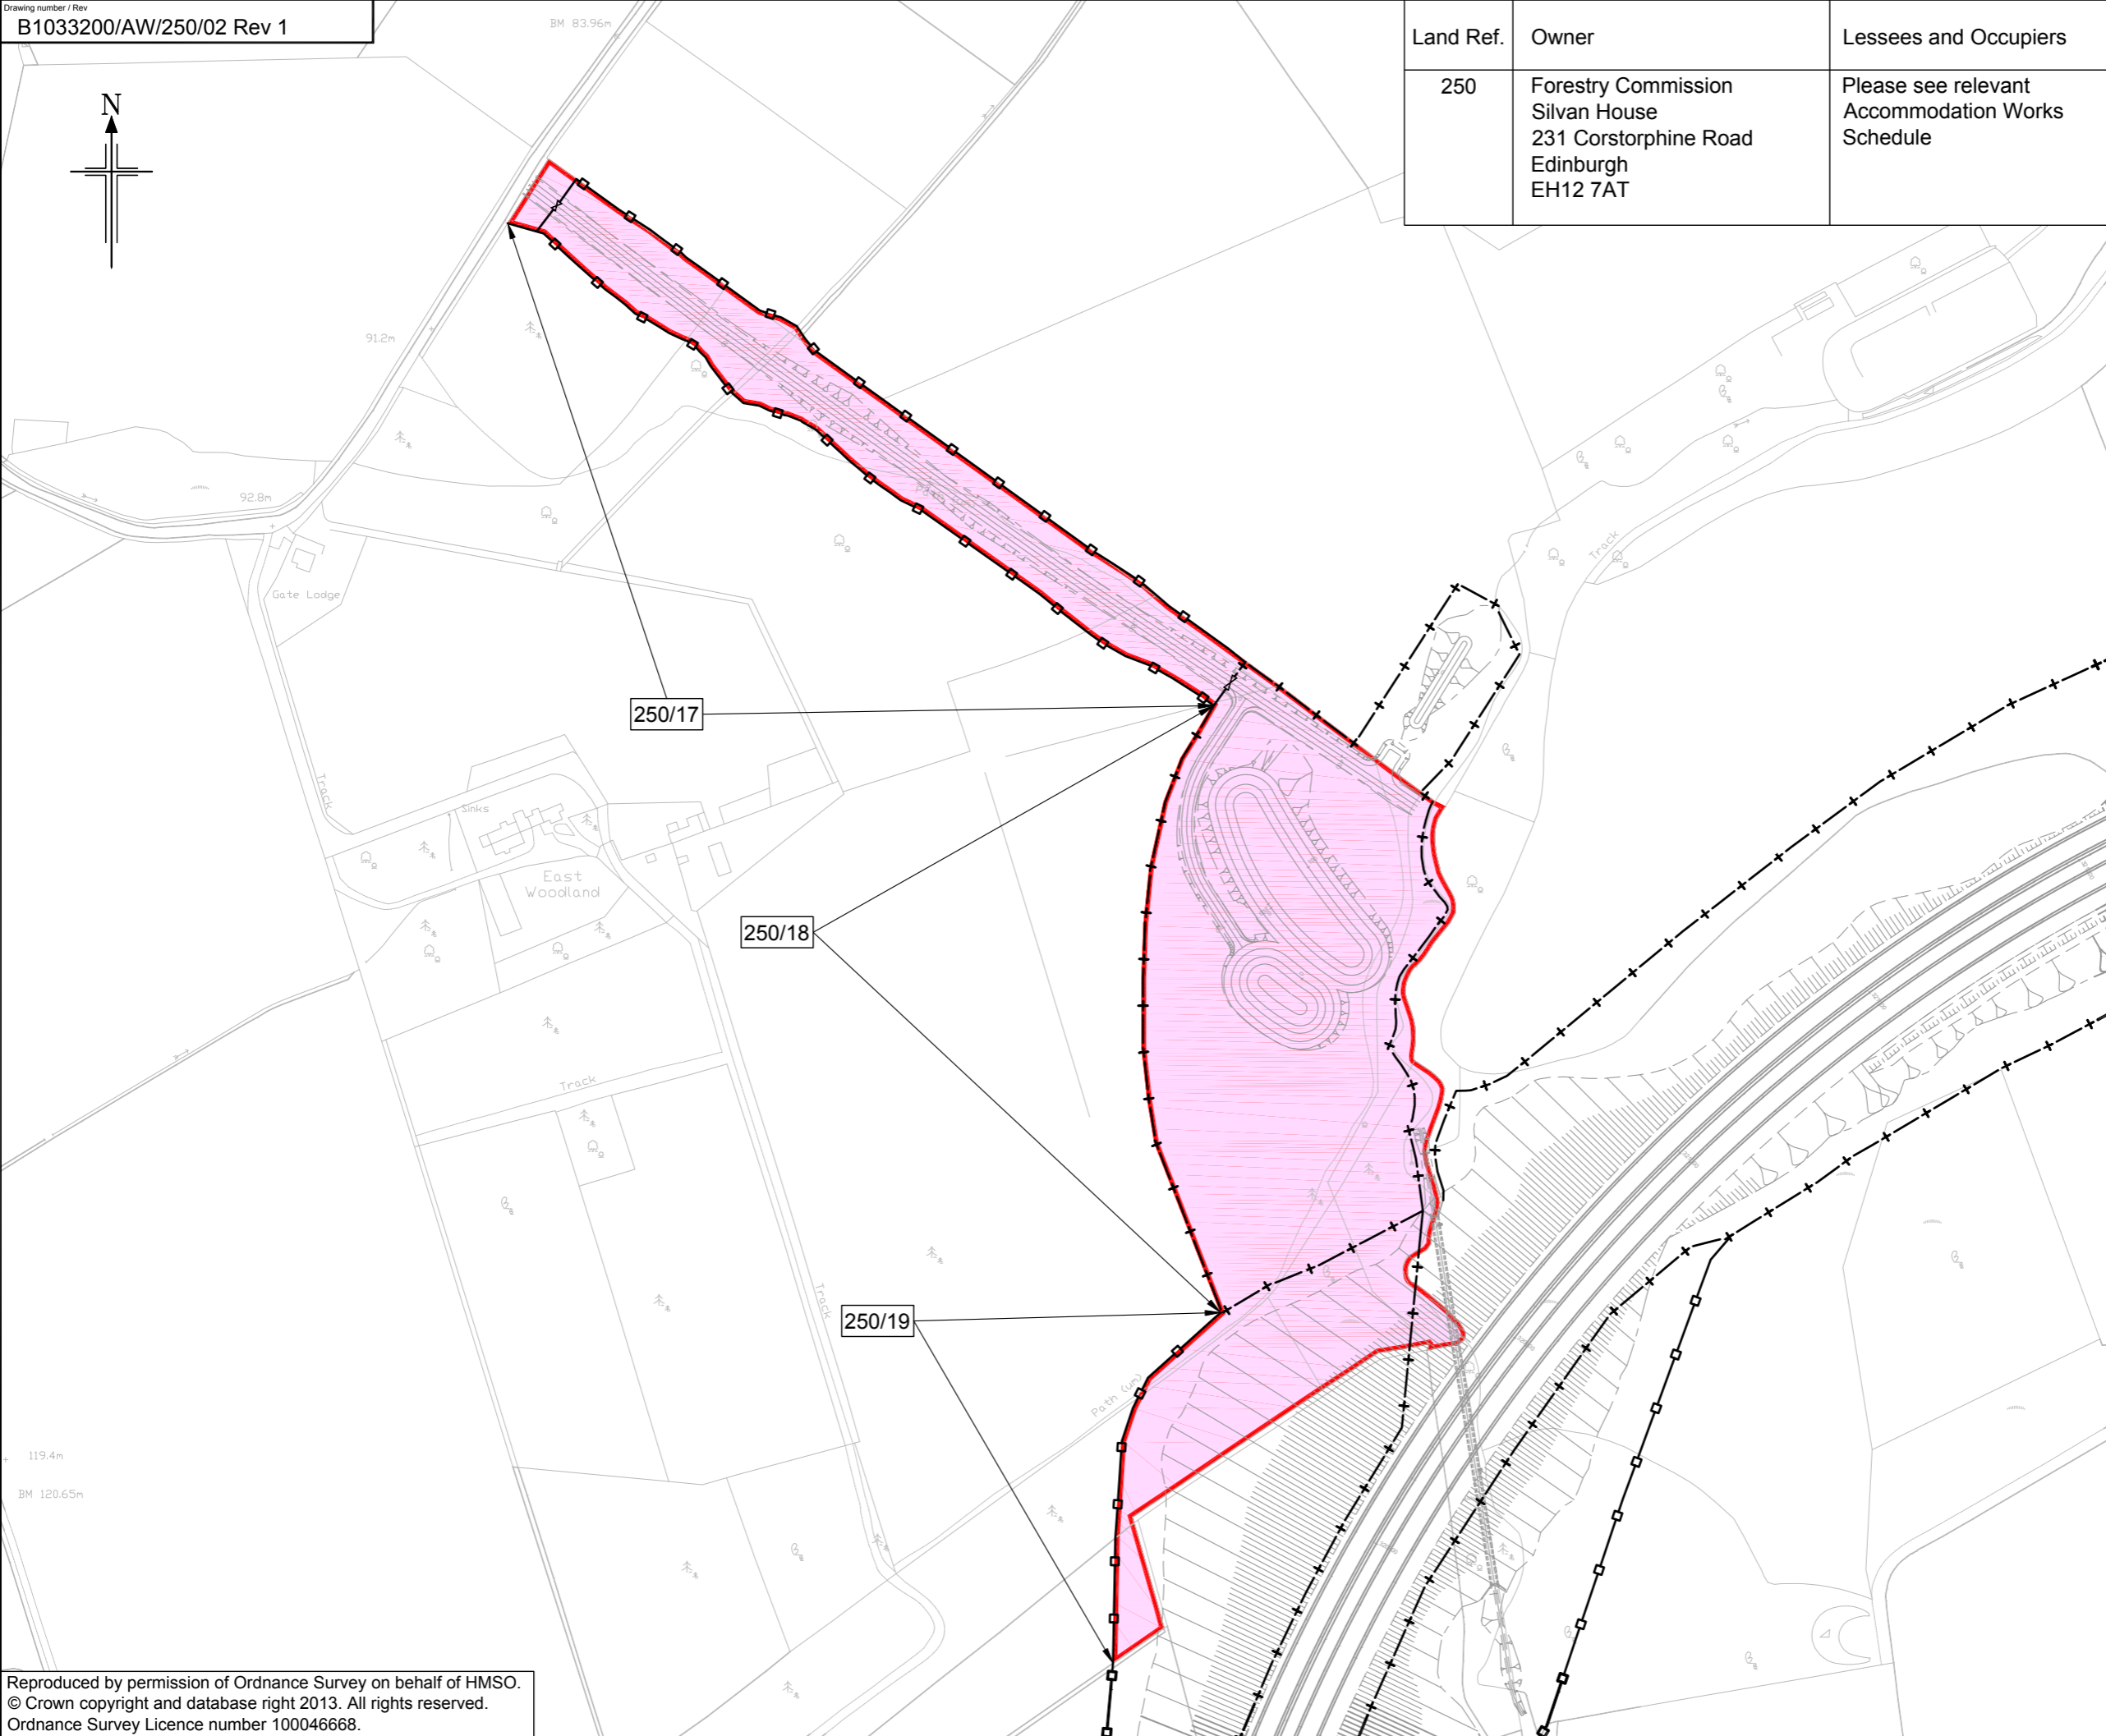 Drawing number / Rev
B1033200/AW/250/02 Rev 1
Land Ref.
Owner
Lessees and Occupiers
250
Forestry Commission
Silvan House
231 Corstorphine Road
Edinburgh
EH12 7AT
Please see relevant
Accommodation Works
Schedule
BM 83.96m
N
91.2m
92.8m
Gate Lodge
Track
Track
250/17
Sinks
East
Woodland
250/18
Track
Track
250/19
Path (um)
119.4m
BM 120.65m
Reproduced by permission of Ordnance Survey on behalf of HMSO.
© Crown copyright and database right 2013. All rights reserved.
Ordnance Survey Licence number 100046668.